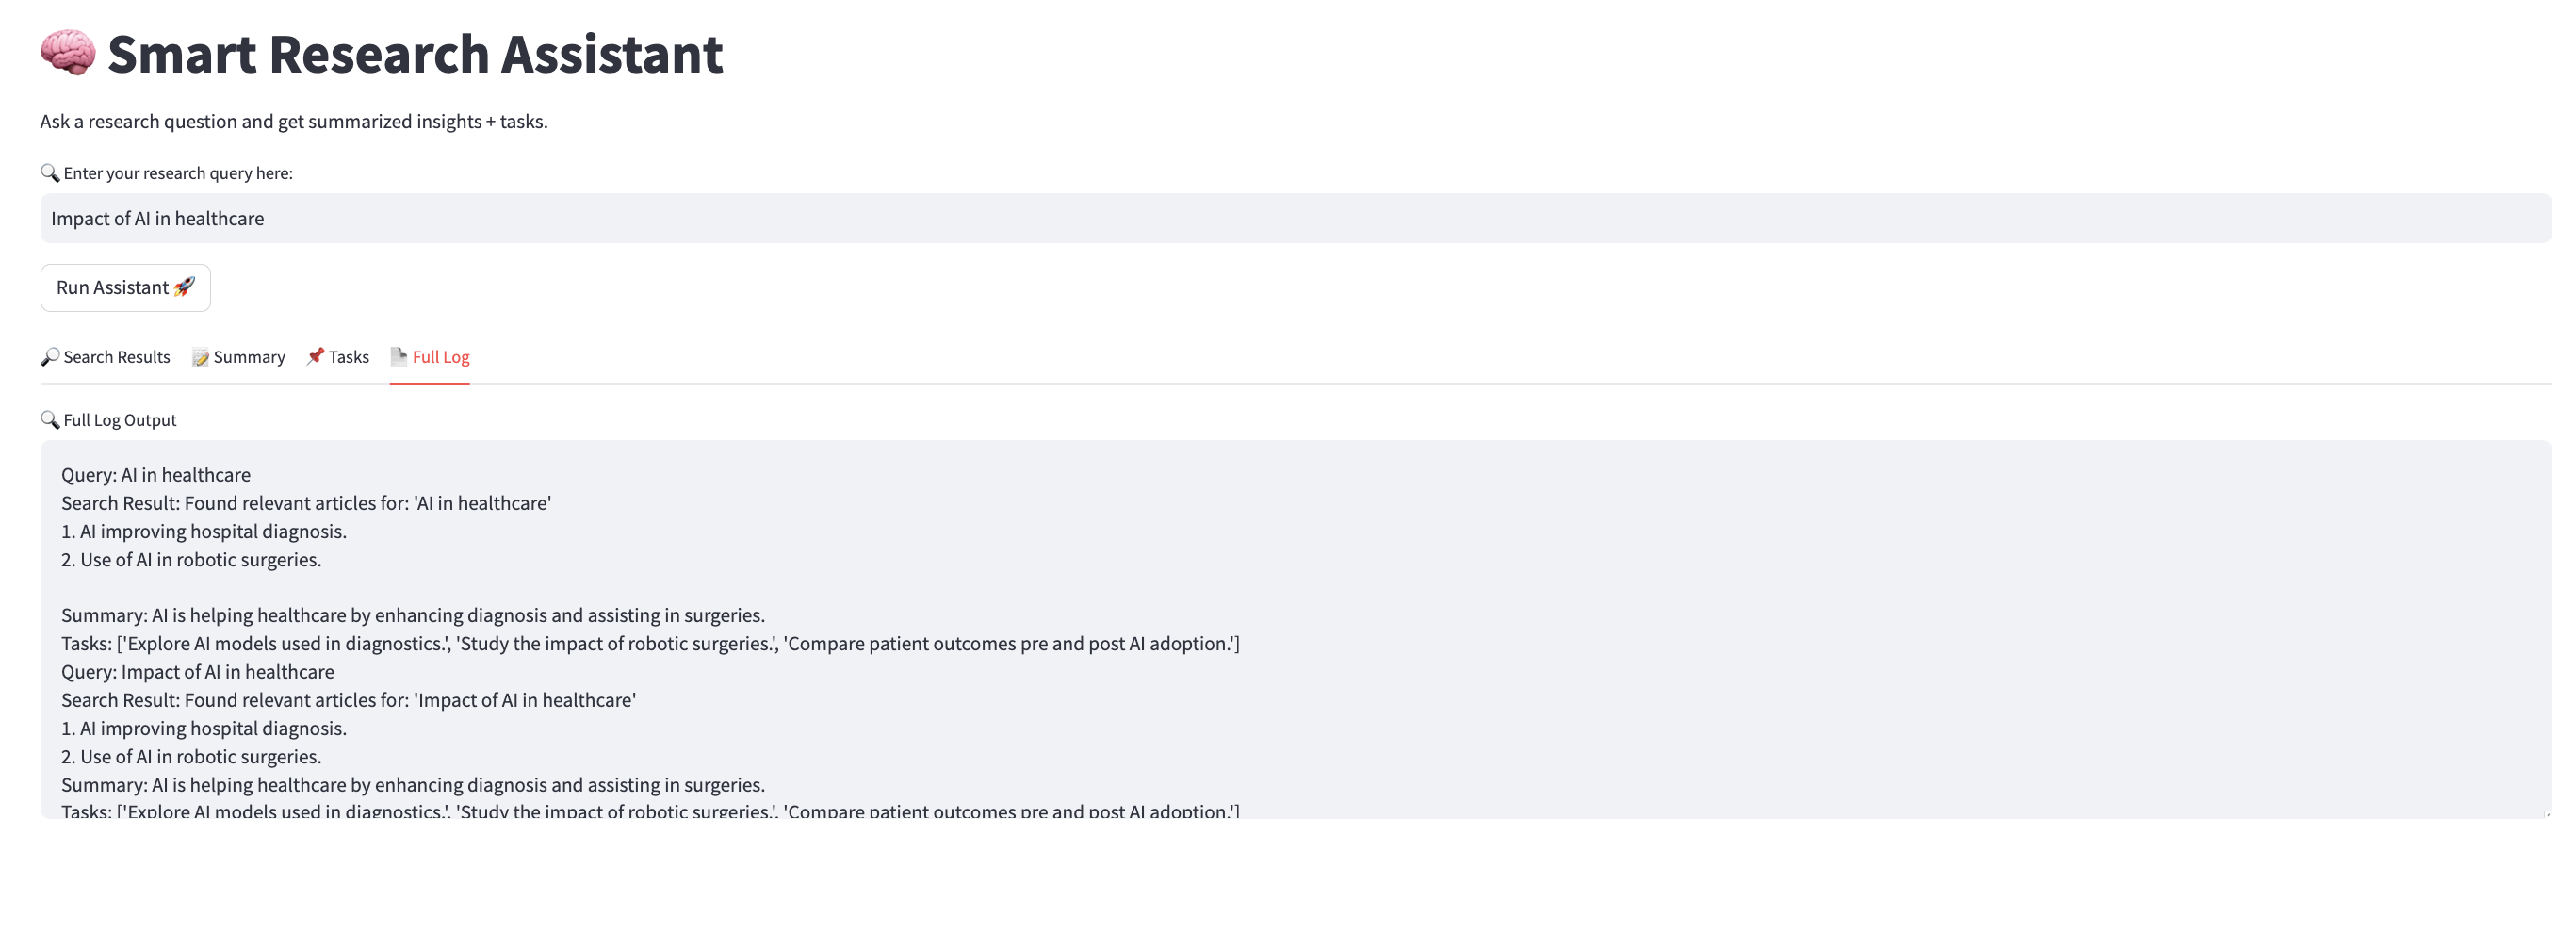 Smart Research Assistant
Ask a research question and get summarized insights + tasks.
Enter your research query here:
Impact of AI in healthcare
Run Assistant
Search Results Summary Tasks Full Log
Full Log Output
Query: AI in healthcare
Search Result: Found relevant articles for: 'AI in healthcare'
1. AI improving hospital diagnosis.
2. Use of AI in robotic surgeries.
Summary: AI is helping healthcare by enhancing diagnosis and assisting in surgeries.
Tasks: ['Explore AI models used in diagnostics.', 'Study the impact of robotic surgeries.', 'Compare patient outcomes pre and post AI adoption.']
Query: Impact of AI in healthcare
Search Result: Found relevant articles for: 'Impact of AI in healthcare'
1. AI improving hospital diagnosis.
2. Use of AI in robotic surgeries.
Summary: AI is helping healthcare by enhancing diagnosis and assisting in surgeries.
Tasks: ['Explore AI models used in diagnostics.', 'Study the impact of robotic surgeries.', 'Compare patient outcomes pre and post AI adoption.']